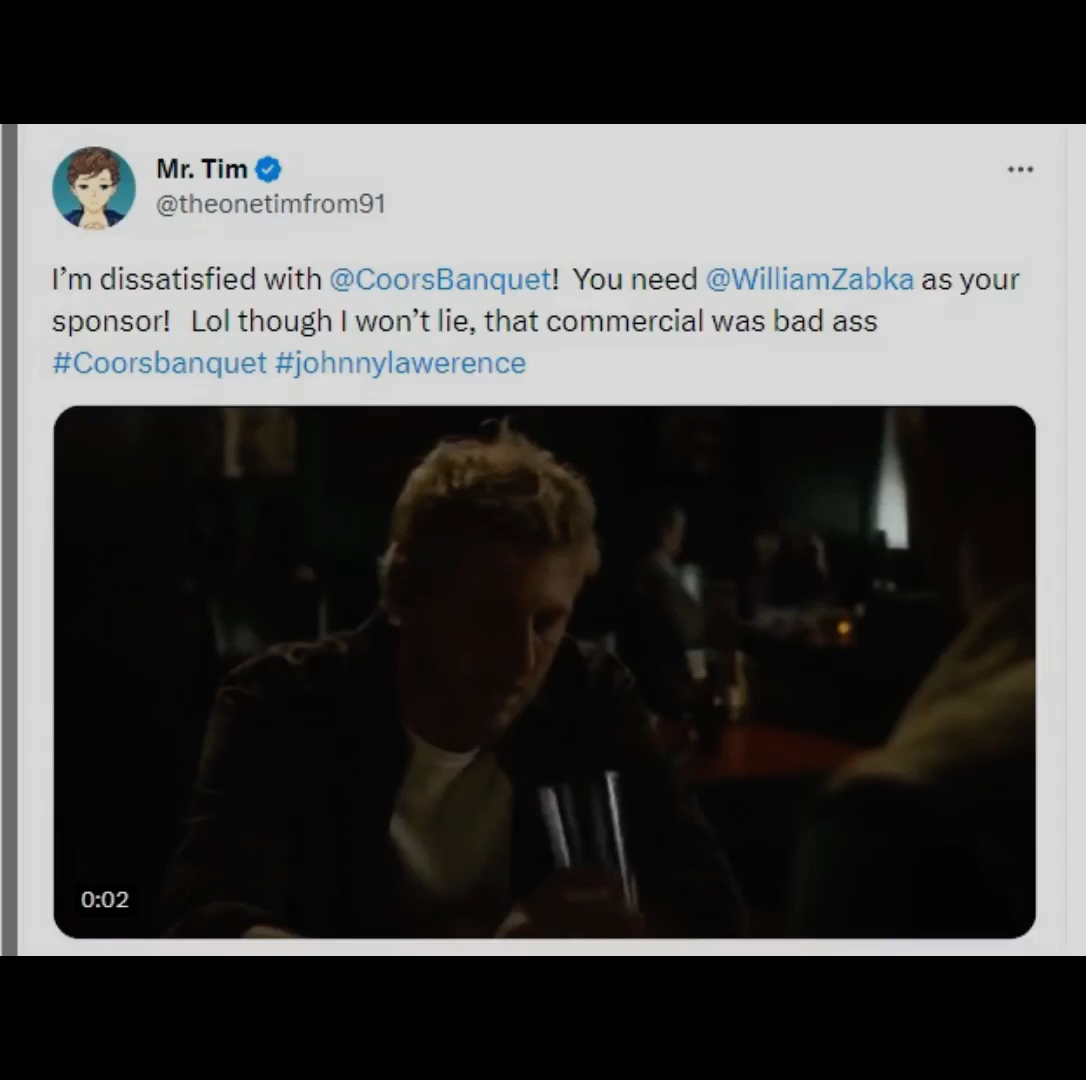 Mr. Tim
@theonetimfrom91
I’m dissatisfied with @CoorsBanquet!  You need @WilliamZabka as your
sponsor!   Lol though I won’t lie, that commercial was bad ass
#Coorsbanquet #johnnylawerence
0:02